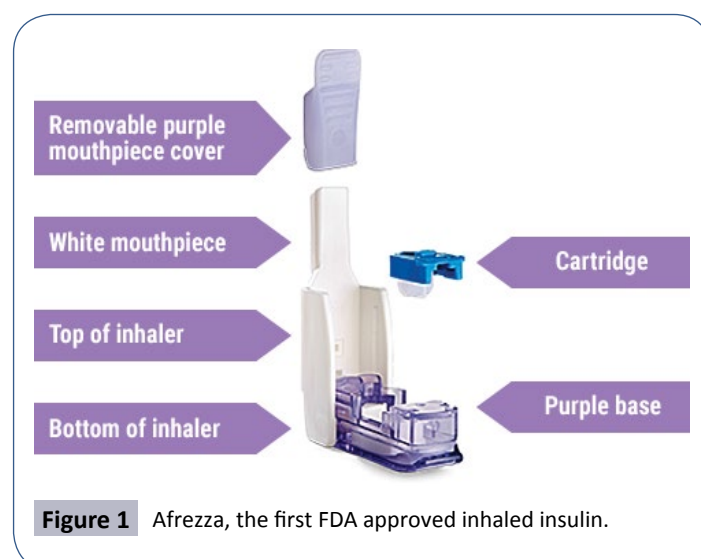 Removable purple
mouthpiece cover
White mouthpiece
Top of inhaler
Bottom of inhaler
Cartridge
Purple base
Figure 1 Afrezza, the first FDA approved inhaled insulin.